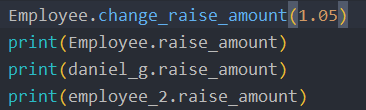 Employee.change_raise_amount(1.05)
print(Employee.raise_amount)
print(daniel_g.raise_amount)
print(employee_2.raise_amount)